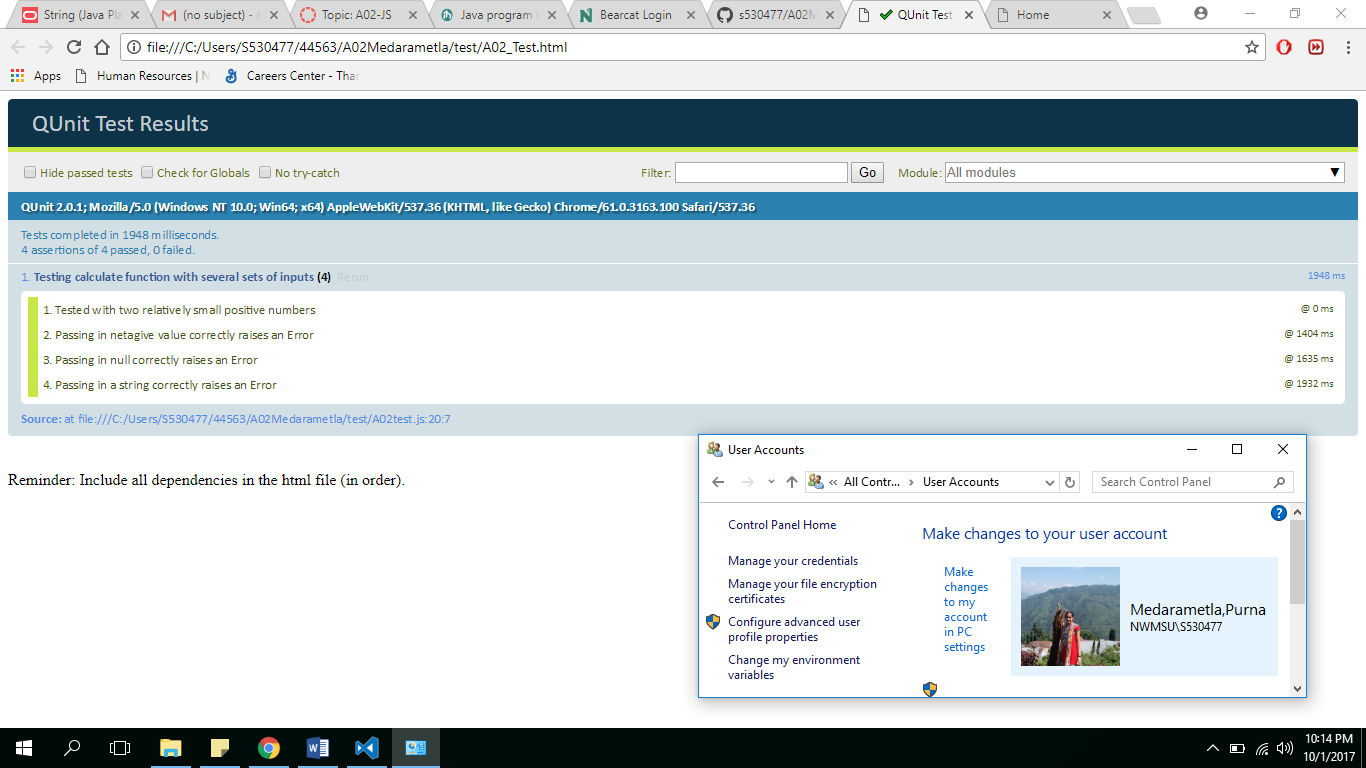 String (Java Pla
(no subject) - 
Topic: A02-JS
Java program t
Bearcat Login
s530477/A02M
QUnit Test
Home
file:///C:/Users/S530477/44563/A02Medarametla/test/A02_Test.html
Apps
Human Resources | N
Careers Center - Than
QUnit Test Results
Hide passed tests
Check for Globals
No try-catch
Filter:
Go
Module:
All modules
QUnit 2.0.1; Mozilla/5.0 (Windows NT 10.0; Win64; x64) AppleWebKit/537.36 (KHTML, like Gecko) Chrome/61.0.3163.100 Safari/537.36
Tests completed in 1948 milliseconds.
4 assertions of 4 passed, 0 failed.
1. Testing calculate function with several sets of inputs (4) Rerun
1948 ms
1. Tested with two relatively small positive numbers
@ 0 ms
2. Passing in netagive value correctly raises an Error
@ 1404 ms
3. Passing in null correctly raises an Error
@ 1635 ms
4. Passing in a string correctly raises an Error
@ 1932 ms
Source: at file:///C:/Users/S530477/44563/A02Medarametla/test/A02test.js:20:7
Reminder: Include all dependencies in the html file (in order).
User Accounts
« All Contr... › User Accounts
Search Control Panel
Control Panel Home
Manage your credentials
Manage your file encryption
certificates
Configure advanced user
profile properties
Change my environment
variables
Make changes to your user account
Make
changes
to my
account
in PC
settings
Medarametla,Purna
NWMSU\S530477
10:14 PM
10/1/2017